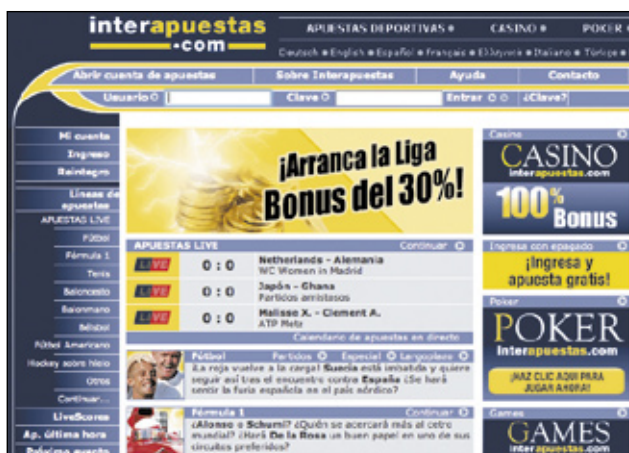 interapuestas
.com
APUESTAS DEPORTIVAS CASINO POKER
Deutsch English Español Français Ελληνικά Italiano Türkçe
Abrir cuenta de apuestas Sobre Interapuestas Ayuda Contacto
Usuario Clave Entrar ¿Clave?
Mi cuenta
Ingreso
Reintegro
Líneas de
apuestas
APUESTAS LIVE
Fútbol
Fórmula 1
Tenis
Baloncesto
Balonmano
Béisbol
Fútbol Americano
Hockey sobre hielo
Otros
Continuar...
LiveScores
Ap. última hora
Próximo evento
¡Arranca la Liga
Bonus del 30%!
APUESTAS LIVE Continuar
LIVE 0 : 0 Netherlands - Alemania
WC Women in Madrid
LIVE 0 : 0 Japón - Ghana
Partidos amistosos
LIVE 0 : 0 Malisse X. - Clement A.
ATP Metz
Calendario de apuestas en directo
Fútbol Partidos Especial Largoplazo
¡La roja vuelve a la carga! Suecia está imbatida y quiere
seguir así tras el encuentro contra España ¿Se hará
sentir la furia española en el país nórdico?
Fórmula 1 Continuar
¿Alonso o Schumi? ¿Quién se acercará más al cetro
mundial? ¿Hará De la Rosa un buen papel en uno de sus
circuitos preferidos?
Casino
CASINO
interapuestas.com
100%
Bonus
Ingresa con epagado
¡Ingresa y
apuesta gratis!
Poker
POKER
Interapuestas.com
¡HAZ CLIC AQUI PARA
JUGAR AHORA!
Games
GAMES
interapuestas.com